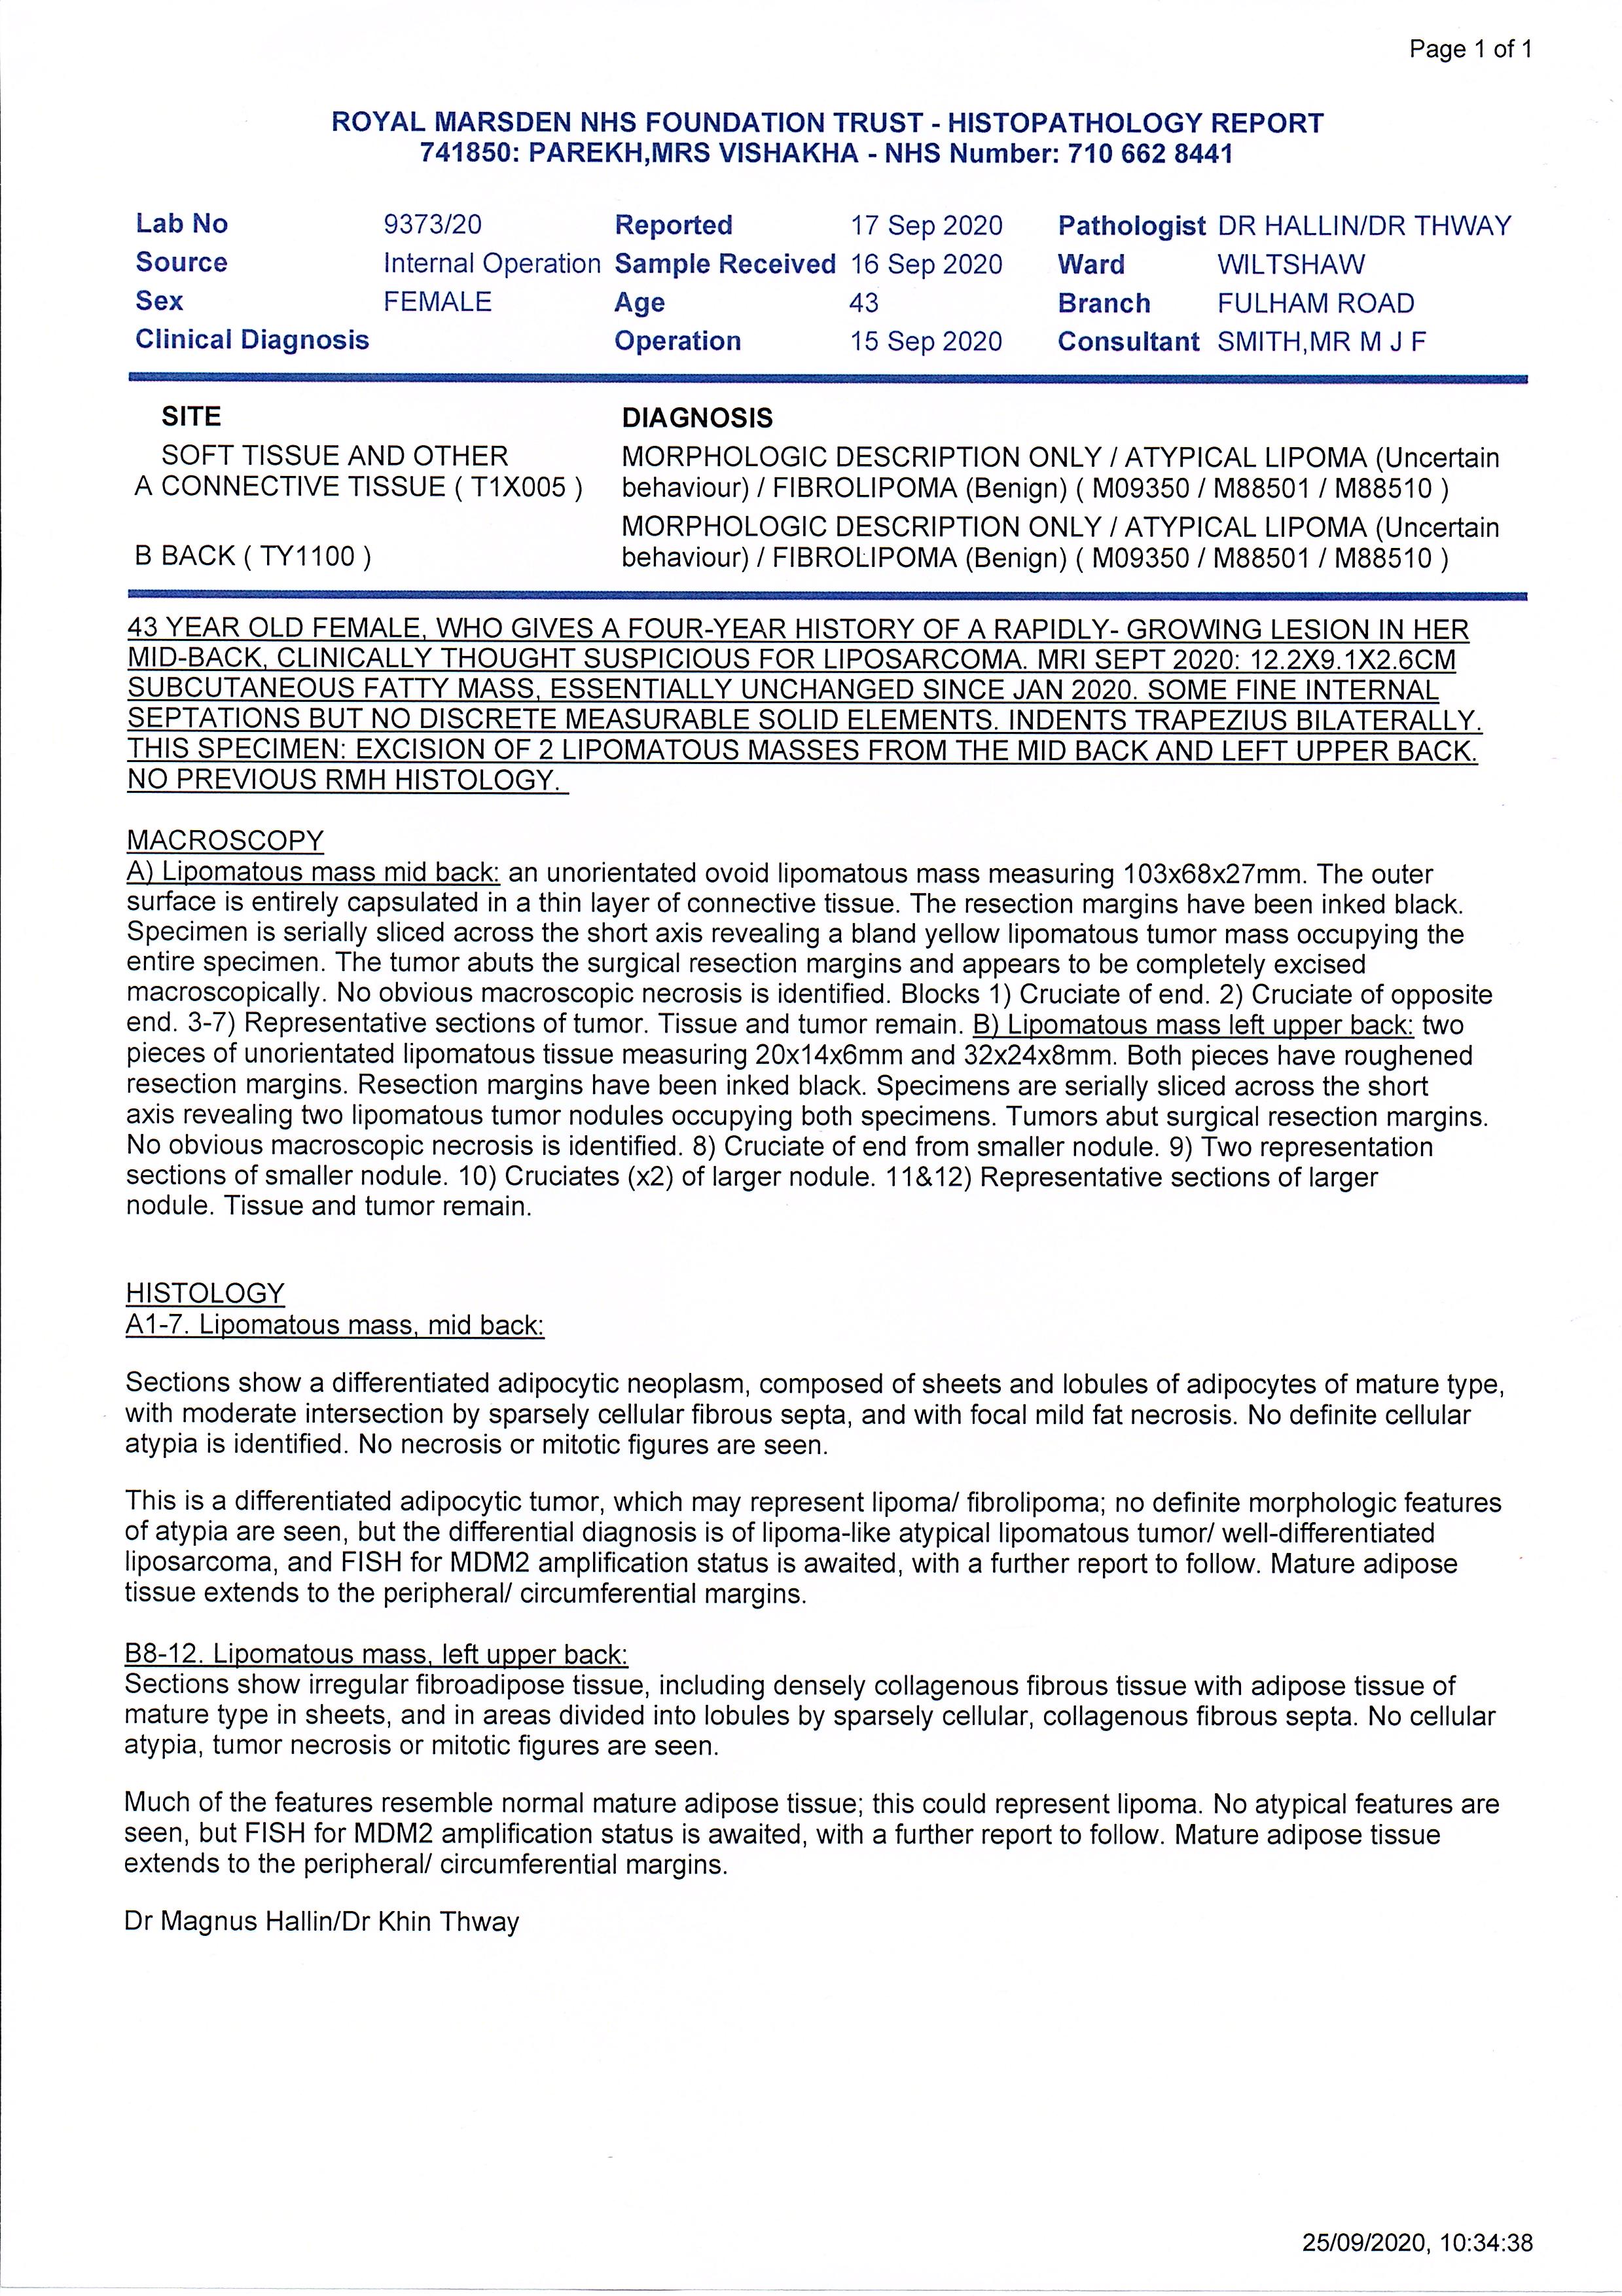 Page 1 of 1
ROYAL MARSDEN NHS FOUNDATION TRUST - HISTOPATHOLOGY REPORT
741850: PAREKH,MRS VISHAKHA - NHS Number: 710 662 8441
Lab No 9373/20 Reported 17 Sep 2020 Pathologist DR HALLIN/DR THWAY
Source Internal Operation Sample Received 16 Sep 2020 Ward WILTSHAW
Sex FEMALE Age 43 Branch FULHAM ROAD
Clinical Diagnosis Operation 15 Sep 2020 Consultant SMITH,MR M J F
SITE DIAGNOSIS
SOFT TISSUE AND OTHER MORPHOLOGIC DESCRIPTION ONLY / ATYPICAL LIPOMA (Uncertain
A CONNECTIVE TISSUE ( T1X005 ) behaviour) / FIBROLIPOMA (Benign) ( M09350 / M88501 / M88510 )
MORPHOLOGIC DESCRIPTION ONLY / ATYPICAL LIPOMA (Uncertain
B BACK ( TY1100 ) behaviour) / FIBROLIPOMA (Benign) ( M09350 / M88501 / M88510 )
43 YEAR OLD FEMALE, WHO GIVES A FOUR-YEAR HISTORY OF A RAPIDLY- GROWING LESION IN HER
MID-BACK, CLINICALLY THOUGHT SUSPICIOUS FOR LIPOSARCOMA. MRI SEPT 2020: 12.2X9.1X2.6CM
SUBCUTANEOUS FATTY MASS, ESSENTIALLY UNCHANGED SINCE JAN 2020. SOME FINE INTERNAL
SEPTATIONS BUT NO DISCRETE MEASURABLE SOLID ELEMENTS. INDENTS TRAPEZIUS BILATERALLY.
THIS SPECIMEN: EXCISION OF 2 LIPOMATOUS MASSES FROM THE MID BACK AND LEFT UPPER BACK.
NO PREVIOUS RMH HISTOLOGY.
MACROSCOPY
A) Lipomatous mass mid back: an unorientated ovoid lipomatous mass measuring 103x68x27mm. The outer
surface is entirely capsulated in a thin layer of connective tissue. The resection margins have been inked black.
Specimen is serially sliced across the short axis revealing a bland yellow lipomatous tumor mass occupying the
entire specimen. The tumor abuts the surgical resection margins and appears to be completely excised
macroscopically. No obvious macroscopic necrosis is identified. Blocks 1) Cruciate of end. 2) Cruciate of opposite
end. 3-7) Representative sections of tumor. Tissue and tumor remain. B) Lipomatous mass left upper back: two
pieces of unorientated lipomatous tissue measuring 20x14x6mm and 32x24x8mm. Both pieces have roughened
resection margins. Resection margins have been inked black. Specimens are serially sliced across the short
axis revealing two lipomatous tumor nodules occupying both specimens. Tumors abut surgical resection margins.
No obvious macroscopic necrosis is identified. 8) Cruciate of end from smaller nodule. 9) Two representation
sections of smaller nodule. 10) Cruciates (x2) of larger nodule. 11&12) Representative sections of larger
nodule. Tissue and tumor remain.
HISTOLOGY
A1-7. Lipomatous mass, mid back:
Sections show a differentiated adipocytic neoplasm, composed of sheets and lobules of adipocytes of mature type,
with moderate intersection by sparsely cellular fibrous septa, and with focal mild fat necrosis. No definite cellular
atypia is identified. No necrosis or mitotic figures are seen.
This is a differentiated adipocytic tumor, which may represent lipoma/ fibrolipoma; no definite morphologic features
of atypia are seen, but the differential diagnosis is of lipoma-like atypical lipomatous tumor/ well-differentiated
liposarcoma, and FISH for MDM2 amplification status is awaited, with a further report to follow. Mature adipose
tissue extends to the peripheral/ circumferential margins.
B8-12. Lipomatous mass, left upper back:
Sections show irregular fibroadipose tissue, including densely collagenous fibrous tissue with adipose tissue of
mature type in sheets, and in areas divided into lobules by sparsely cellular, collagenous fibrous septa. No cellular
atypia, tumor necrosis or mitotic figures are seen.
Much of the features resemble normal mature adipose tissue; this could represent lipoma. No atypical features are
seen, but FISH for MDM2 amplification status is awaited, with a further report to follow. Mature adipose tissue
extends to the peripheral/ circumferential margins.
Dr Magnus Hallin/Dr Khin Thway
25/09/2020, 10:34:38